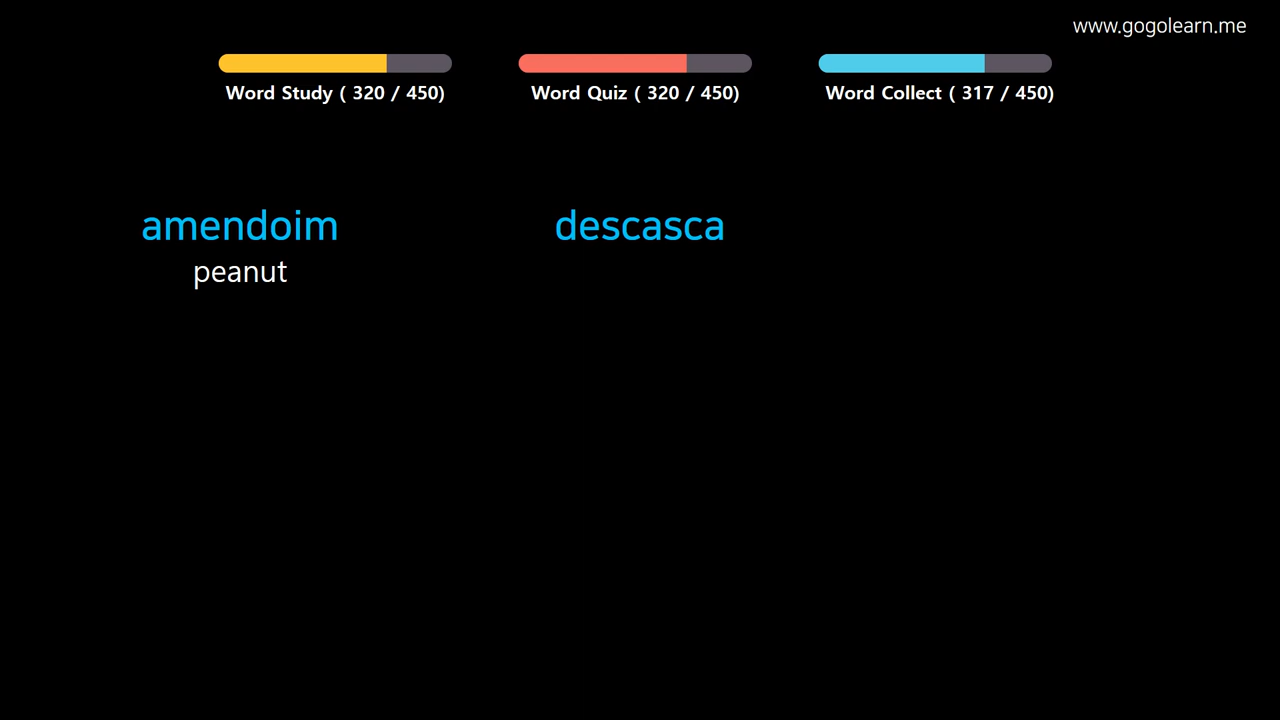 www.gogolearn.me
Word Study ( 320 / 450)
Word Quiz ( 320 / 450)
Word Collect ( 317 / 450)
amendoim
peanut
descasca